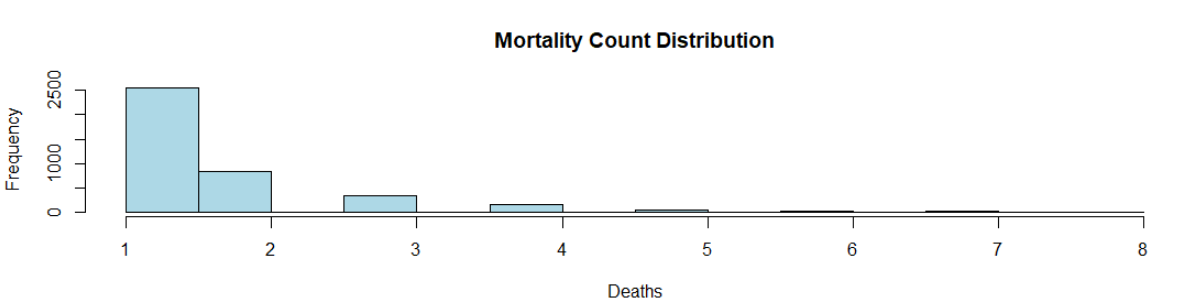 Mortality Count Distribution
Frequency
2500
1000
0
1 2 3 4 5 6 7 8
Deaths